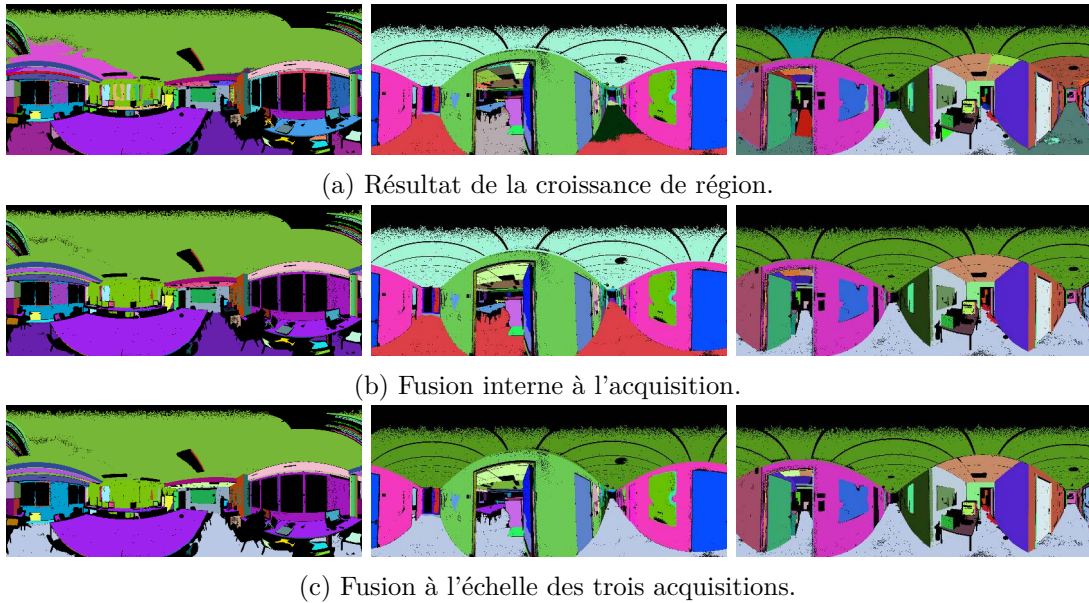 (a) Résultat de la croissance de région.
(b) Fusion interne à l'acquisition.
(c) Fusion à l'échelle des trois acquisitions.